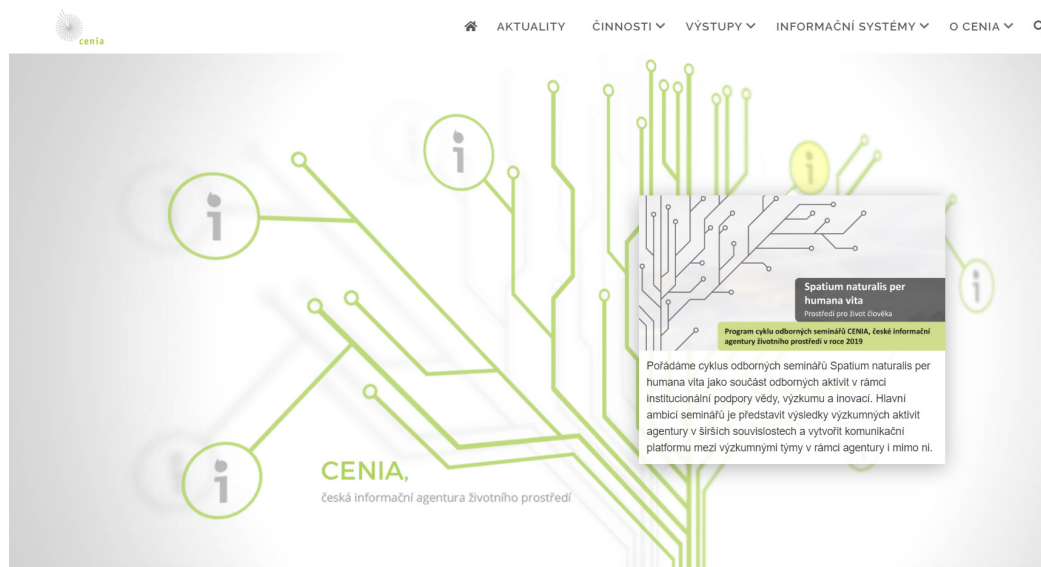 cenia
AKTUALITY ČINNOSTI VÝSTUPY INFORMAČNÍ SYSTÉMY O CENIA
i
i
i
i
i
Spatium naturalis per
humana vita
Prostředí pro život člověka
Program cyklu odborných seminářů CENIA, české informační
agentury životního prostředí v roce 2019
Pořádáme cyklus odborných seminářů Spatium naturalis per
humana vita jako součást odborných aktivit v rámci
institucionální podpory vědy, výzkumu a inovací. Hlavní
ambicí seminářů je představit výsledky výzkumných aktivit
agentury v širších souvislostech a vytvořit komunikační
platformu mezi výzkumnými týmy v rámci agentury i mimo ni.
CENIA,
česká informační agentura životního prostředí